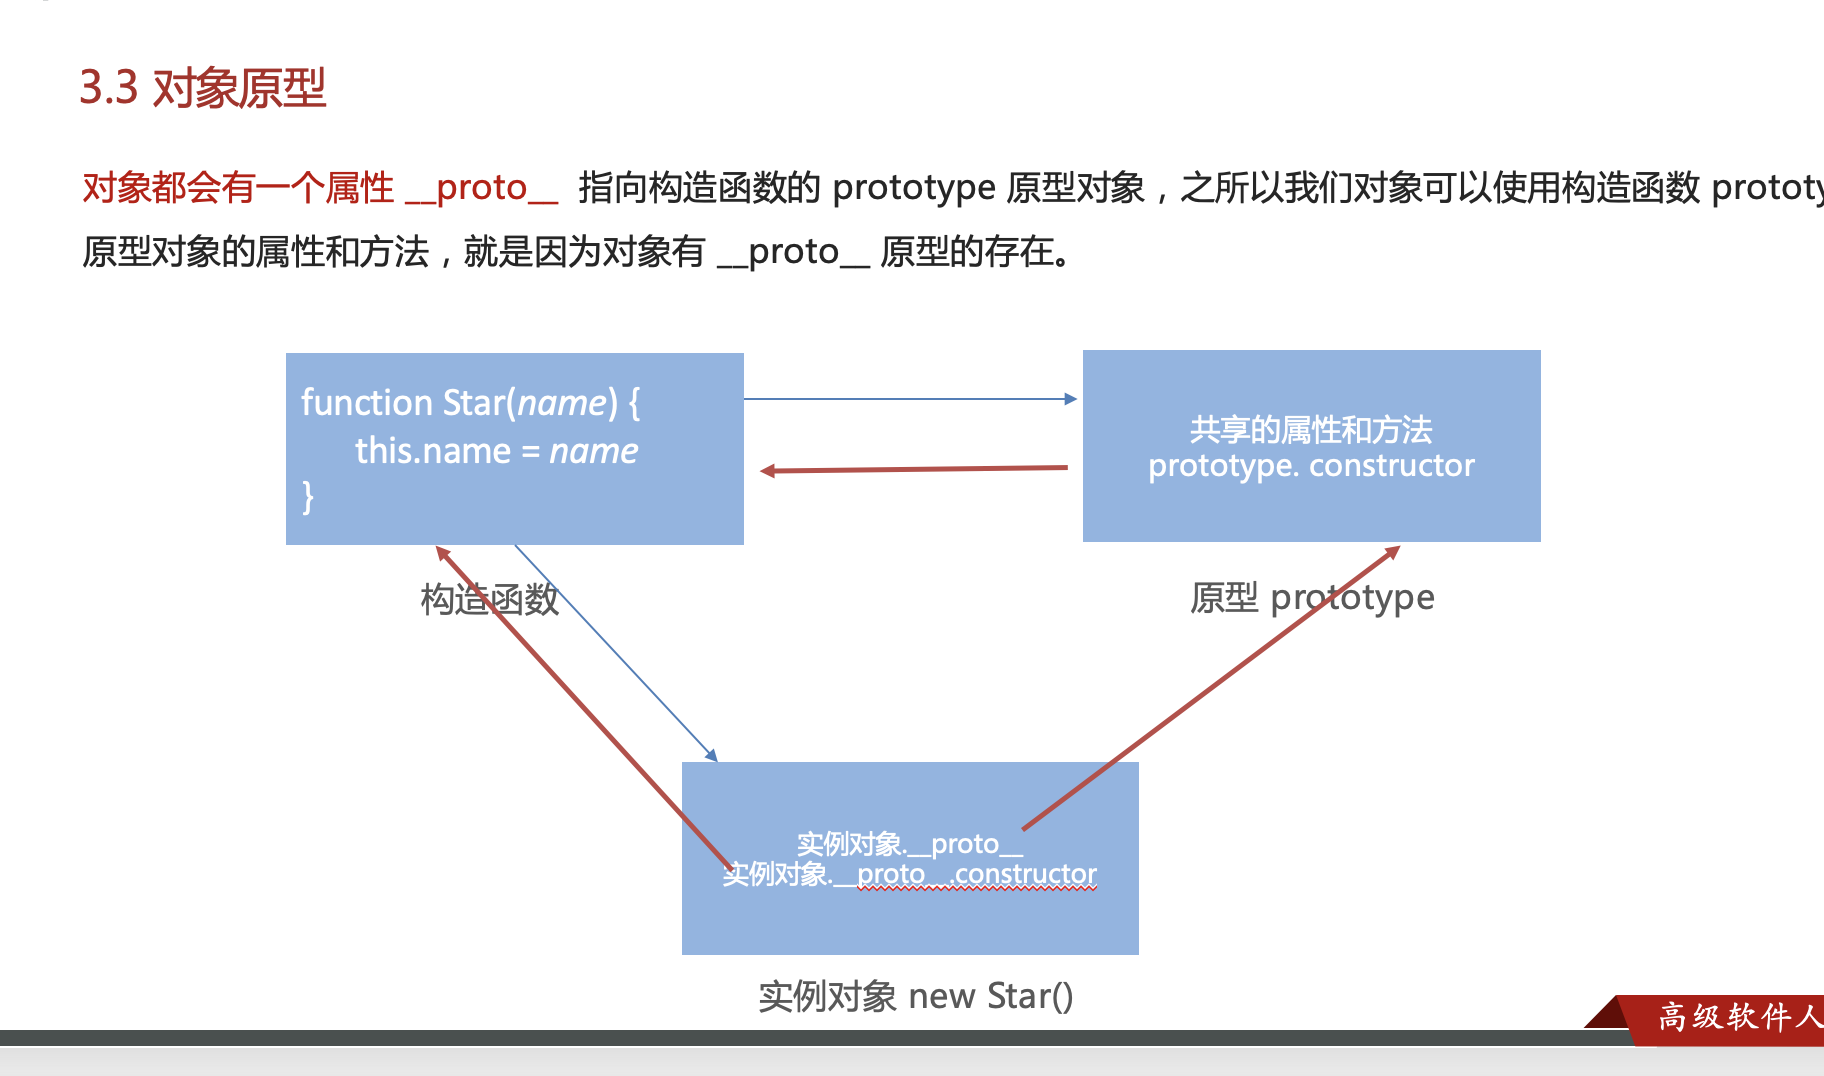 3.3 对象原型
对象都会有一个属性 __proto__ 指向构造函数的 prototype 原型对象，之所以我们对象可以使用构造函数
原型对象的属性和方法，就是因为对象有 __proto__ 原型的存在。
function Star(name) {
this.name = name
}
共享的属性和方法
prototype. constructor
构造函数
原型 prototype
实例对象.__proto__
实例对象.__proto__.constructor
实例对象 new Star()
高级软件人